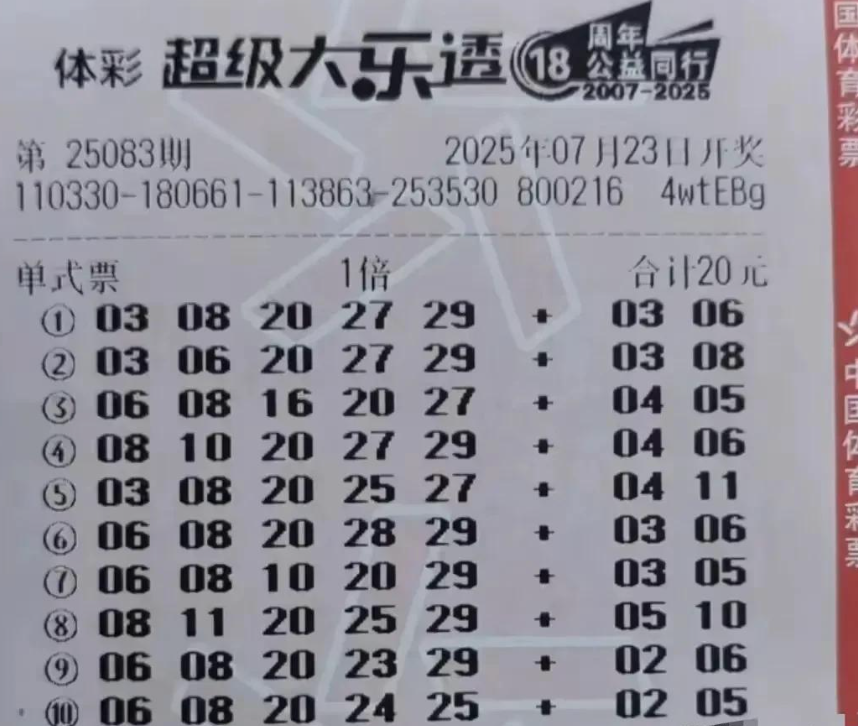 体彩 超级大乐透 18 周年 公益同行 2007-2025
第 25083期 2025年07月23日开奖
110330-180661-113863-253530 800216 4wtEBg
单式票 1倍 合计20元
① 03 08 20 27 29 + 03 06
② 03 06 20 27 29 + 03 08
③ 06 08 16 20 27 + 04 05
④ 08 10 20 27 29 + 04 06
⑤ 03 08 20 25 27 + 04 11
⑥ 06 08 20 28 29 + 03 06
⑦ 06 08 10 20 29 + 03 05
⑧ 08 11 20 25 29 + 05 10
⑨ 06 08 20 23 29 + 02 06
⑩ 06 08 20 24 25 + 02 05
国体育彩票
中国体育彩票